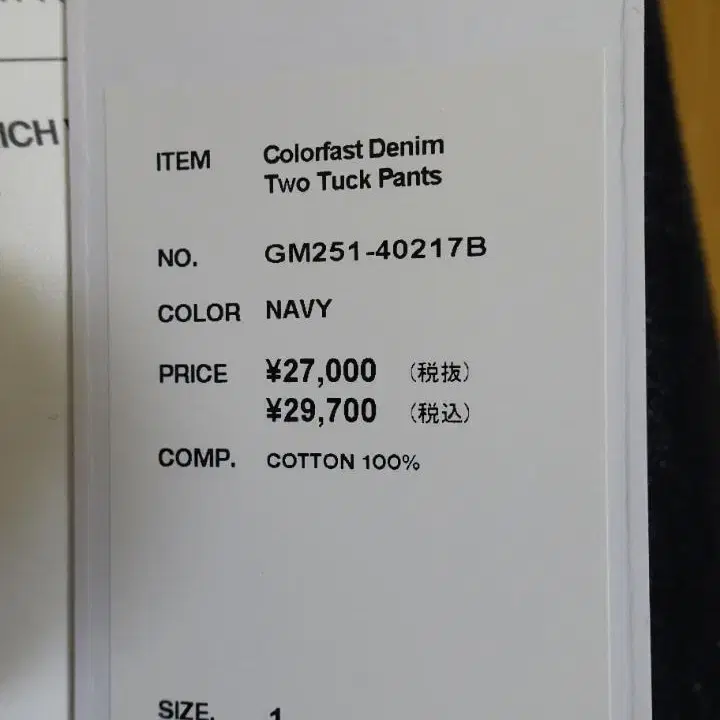 ICH
ITEM Colorfast Denim
Two Tuck Pants
NO. GM251-40217B
COLOR NAVY
PRICE ¥27,000 (税抜)
¥29,700 (税込)
COMP. COTTON 100%
SIZE. 1